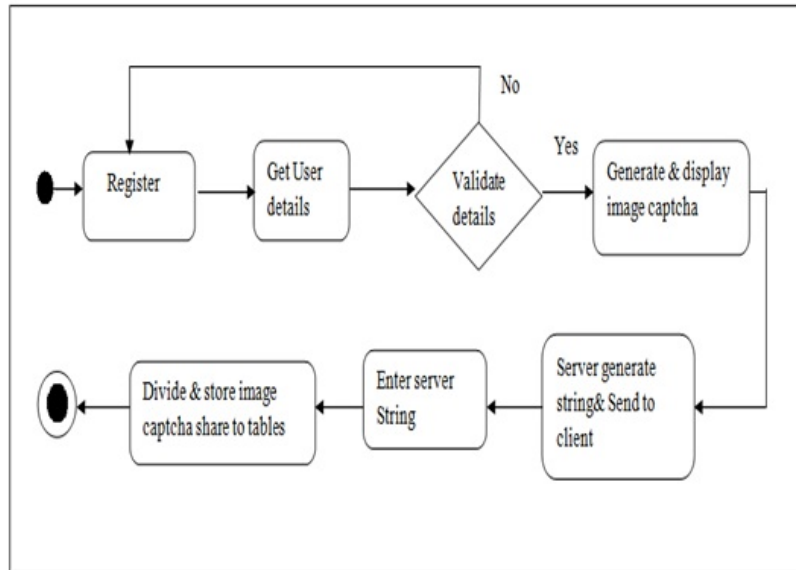 No
Register
Get User
details
Validate
details
Yes
Generate & display
image captcha
Divide & store image
captcha share to tables
Enter server
String
Server generate
string& Send to
client